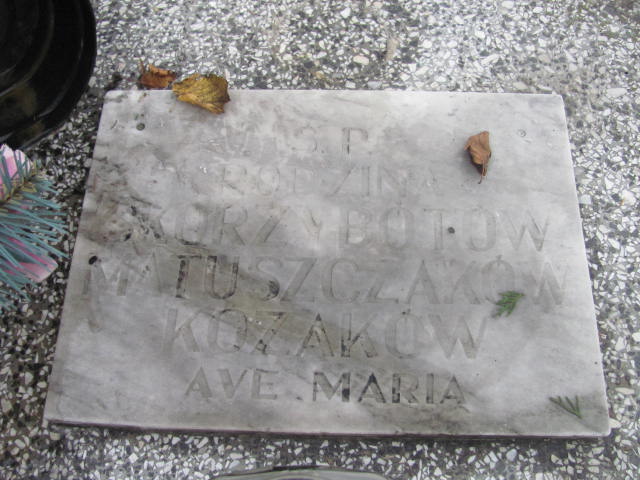 Ś.P.
RODZINA
KORZYBOTÓW
MATUSZCZAKÓW
KOZAKÓW
AVE MARIA